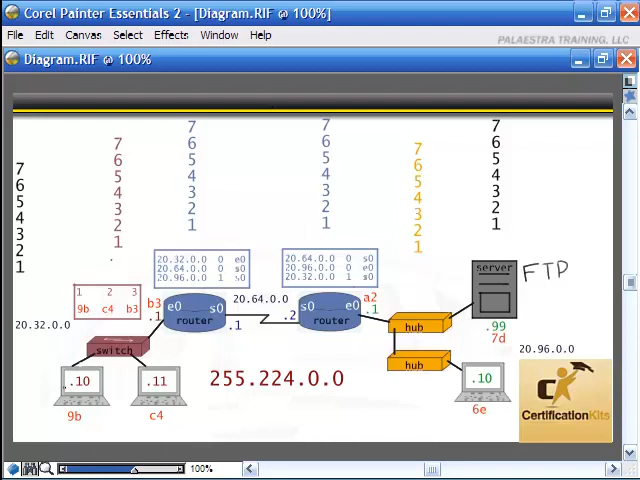 Corel Painter Essentials 2 - [Diagram.RIF @ 100%]
File Edit Canvas Select Effects Window Help
PALAESTRA TRAINING, LLC
Diagram.RIF @ 100%
7 6 5 4 3 2 1
7 6 5 4 3 2 1
7 6 5 4 3 2 1
7 6 5 4 3 2 1
7 6 5 4 3 2 1
7 6 5 4 3 2 1
20.32.0.0 0 e0
20.64.0.0 0 s0
20.96.0.0 1 s0
20.64.0.0 0 s0
20.96.0.0 0 e0
20.32.0.0 1 s0
server
FTP
1 2 3
9b c4 b3
b3
.1
e0 s0
router
.1
20.64.0.0
.2
s0 e0
router
a2
.1
hub
.99
7d
20.32.0.0
switch
hub
20.96.0.0
.10
9b
.11
c4
255.224.0.0
.10
6e
CertificationKits
100%